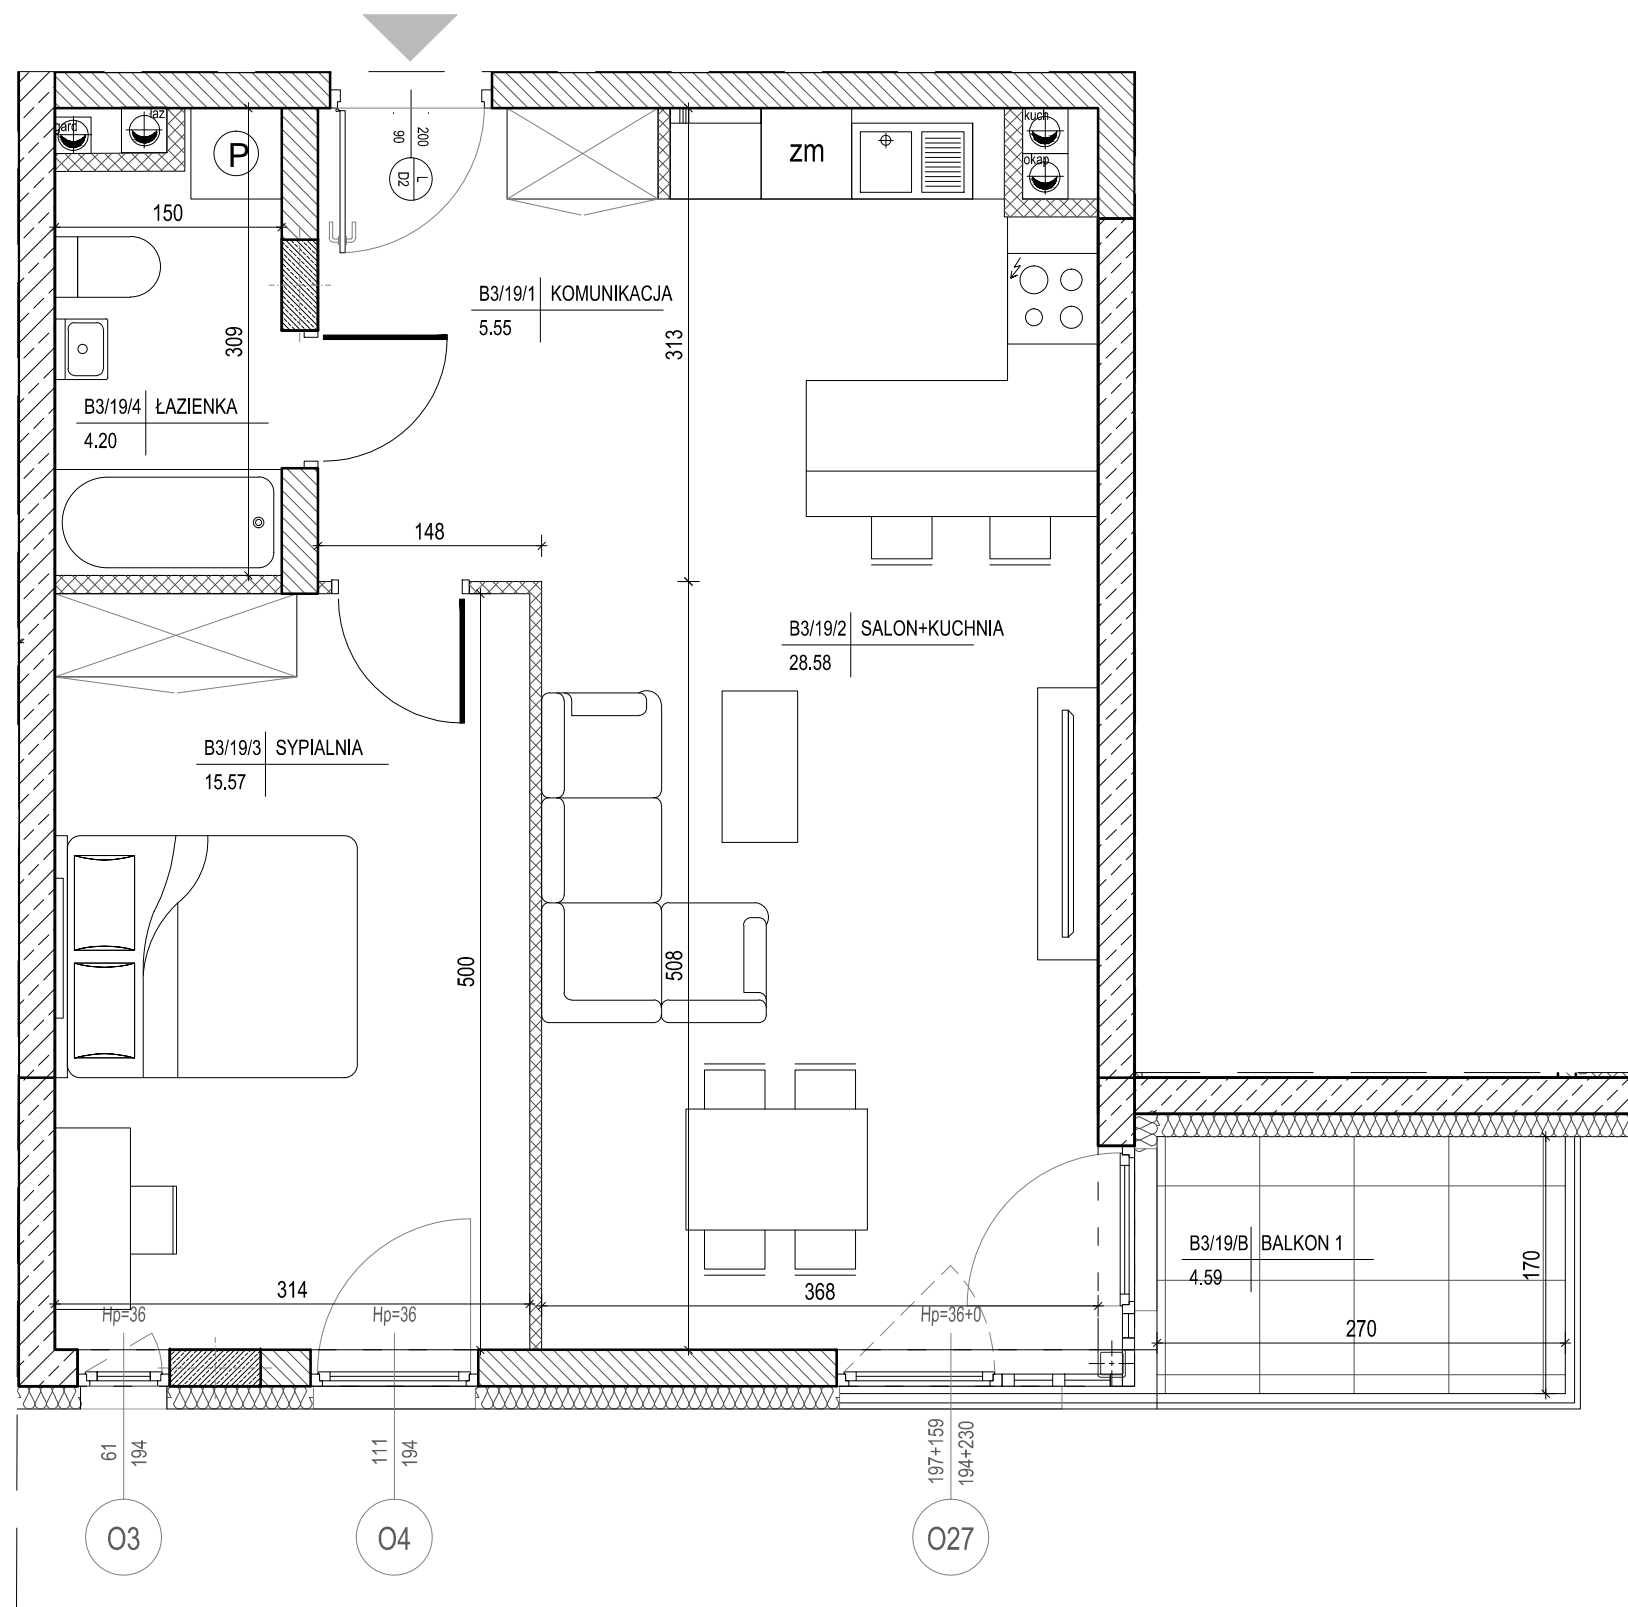 gard
łaz
P
150
309
90
200
D2
L
zm
kuch
okap
B3/19/1 KOMUNIKACJA
5.55
313
B3/19/4 ŁAZIENKA
4.20
148
B3/19/2 SALON+KUCHNIA
28.58
B3/19/3 SYPIALNIA
15.57
500
508
B3/19/B BALKON 1
4.59
170
270
314
368
Hp=36
Hp=36
Hp=36+0
61
194
111
194
197+159
194+230
O3
O4
O27